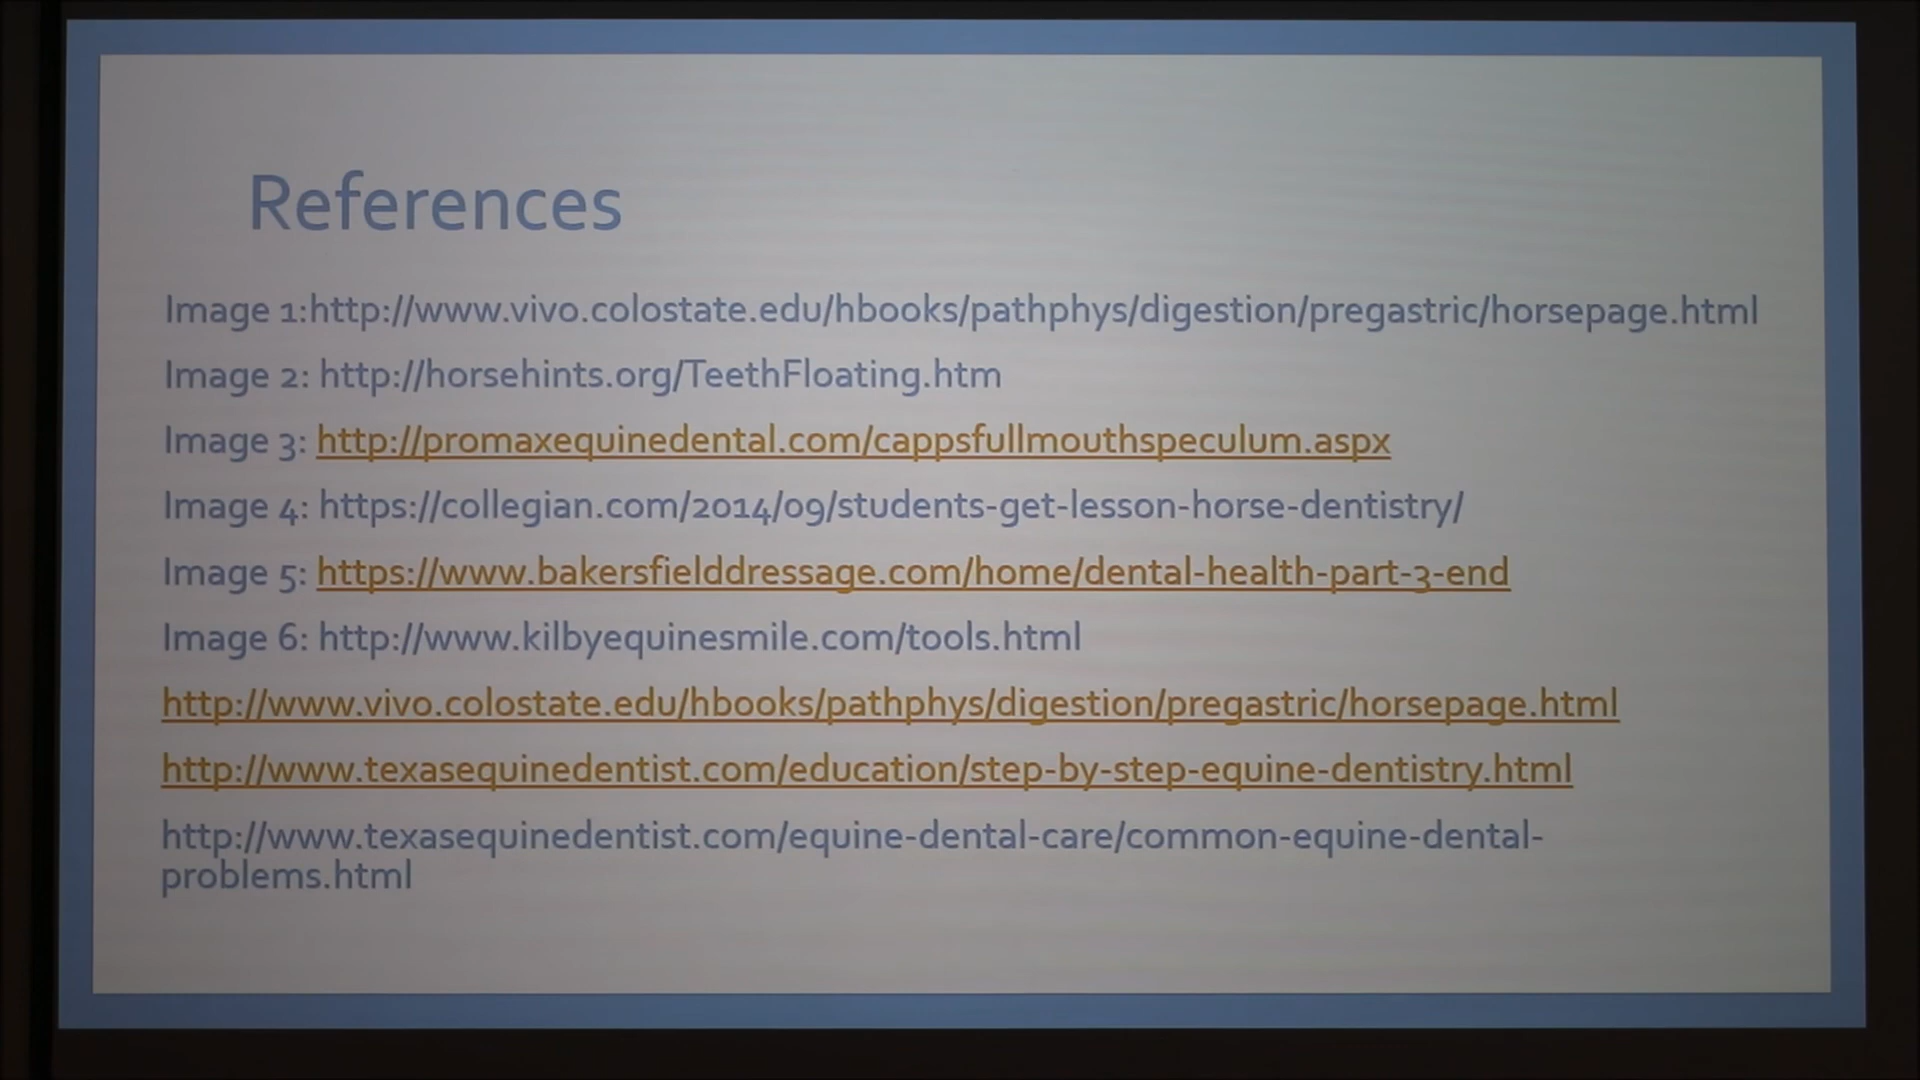 References
Image 1:http://www.vivo.colostate.edu/hbooks/pathphys/digestion/pregastric/horsepage.html
Image 2: http://horsehints.org/TeethFloating.htm
Image 3: http://promaxequinedental.com/cappsfullmouthspeculum.aspx
Image 4: https://collegian.com/2014/09/students-get-lesson-horse-dentistry/
Image 5: https://www.bakersfielddressage.com/home/dental-health-part-3-end
Image 6: http://www.kilbyequinesmile.com/tools.html
http://www.vivo.colostate.edu/hbooks/pathphys/digestion/pregastric/horsepage.html
http://www.texasequinedentist.com/education/step-by-step-equine-dentistry.html
http://www.texasequinedentist.com/equine-dental-care/common-equine-dental-
problems.html